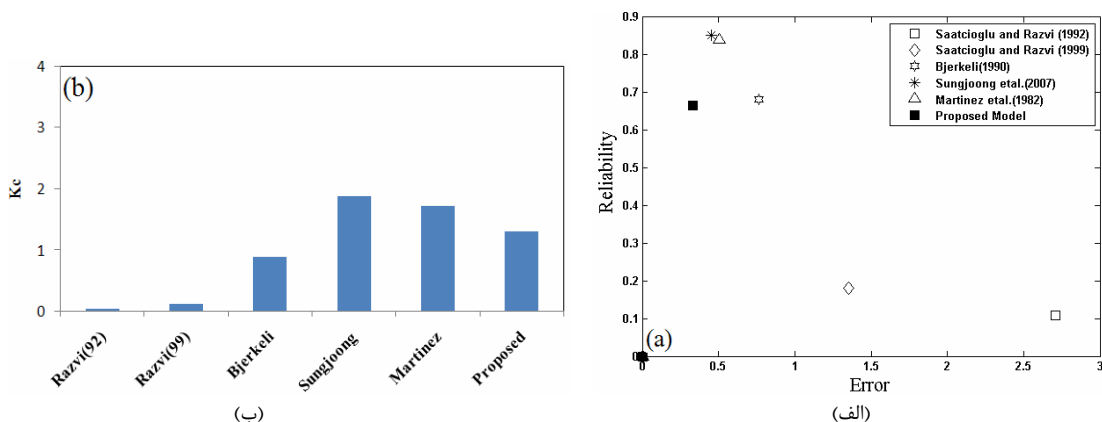 (b)
4
3
2
1
0
Kc
Razvi(92)
Razvi(99)
Bjerkeli
Sungjoong
Martinez
Proposed
(ب)
0.9
0.8
0.7
0.6
0.5
0.4
0.3
0.2
0.1
0
Reliability
Saatcioglu and Razvi (1992)
Saatcioglu and Razvi (1999)
Bjerkeli(1990)
Sungjoong etal.(2007)
Martinez etal.(1982)
Proposed Model
(a)
0 0.5 1 1.5 2 2.5 3
Error
(الف)